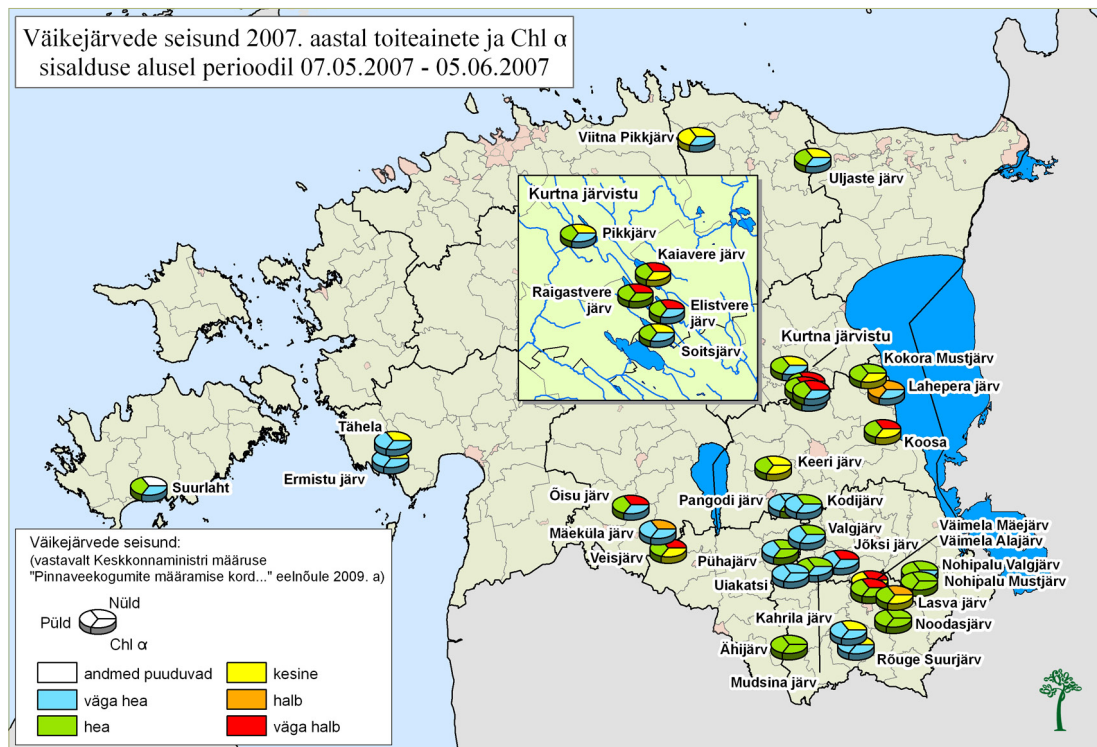 Väikejärvede seisund 2007. aastal toiteainete ja Chl α
sisalduse alusel perioodil 07.05.2007 - 05.06.2007
Viitna Pikkjärv
Uljaste järv
Kurtna järvistu
Pikkjärv
Kaiavere järv
Raigastvere
järv
Elistvere
järv
Soitsjärv
Kurtna järvistu
Kokora Mustjärv
Lahepera järv
Koosa
Tähela
Ermistu järv
Suurlaht
Keeri järv
Õisu järv
Pangodi järv
Kodijärv
Mäeküla järv
Valgjärv
Väimela Mäejärv
Väimela Alajärv
Jõksi järv
Veisjärv
Pühajärv
Nohipalu Valgjärv
Nohipalu Mustjärv
Uiakatsi
Lasva järv
Kahrila järv
Noodasjärv
Ähijärv
Rõuge Suurjärv
Mudsina järv
Väikejärvede seisund:
(vastavalt Keskkonnaministri määruse
"Pinnaveekogumite määramise kord..." eelnõule 2009. a)
Nüld
Püld
Chl α
andmed puuduvad
kesine
väga hea
halb
hea
väga halb